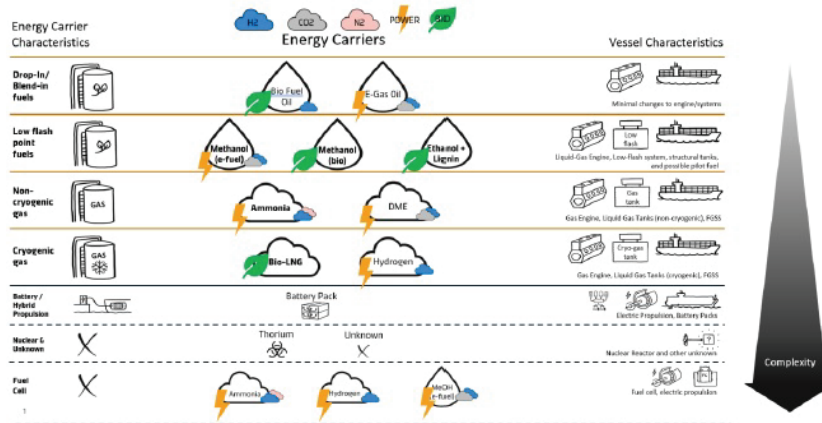 H2 CO2 N2 POWER BIO
Energy Carrier
Characteristics
Energy Carriers
Vessel Characteristics
Drop-In/
Blend-in
fuels
Bio Fuel
Oil
E-Gas Oil
Minimal changes to engine/systems
Low flash
point
fuels
Methanol
(e-fuel)
Methanol
(bio)
Ethanol +
Lignin
Low
flash
Liquid-Gas Engine, Low-flash system, structural tanks,
and possible pilot fuel
Non-
cryogenic
gas
GAS
Ammonia
DME
Gas
tank
Gas Engine, Liquid Gas Tanks (non-cryogenic), FGSS
Cryogenic
gas
GAS
Bio-LNG
Hydrogen
Cryo-gas
tank
Gas Engine, Liquid Gas Tanks (cryogenic), FGSS
Battery /
Hybrid
Propulsion
Battery Pack
Electric Propulsion, Battery Packs
Nuclear &
Unknown
Thorium
Unknown
?
Nuclear Reactor and other unknown
Fuel
Cell
Ammonia
Hydrogen
MeOH
(e-fuel)
Fuel cell, electric propulsion
Complexity
1